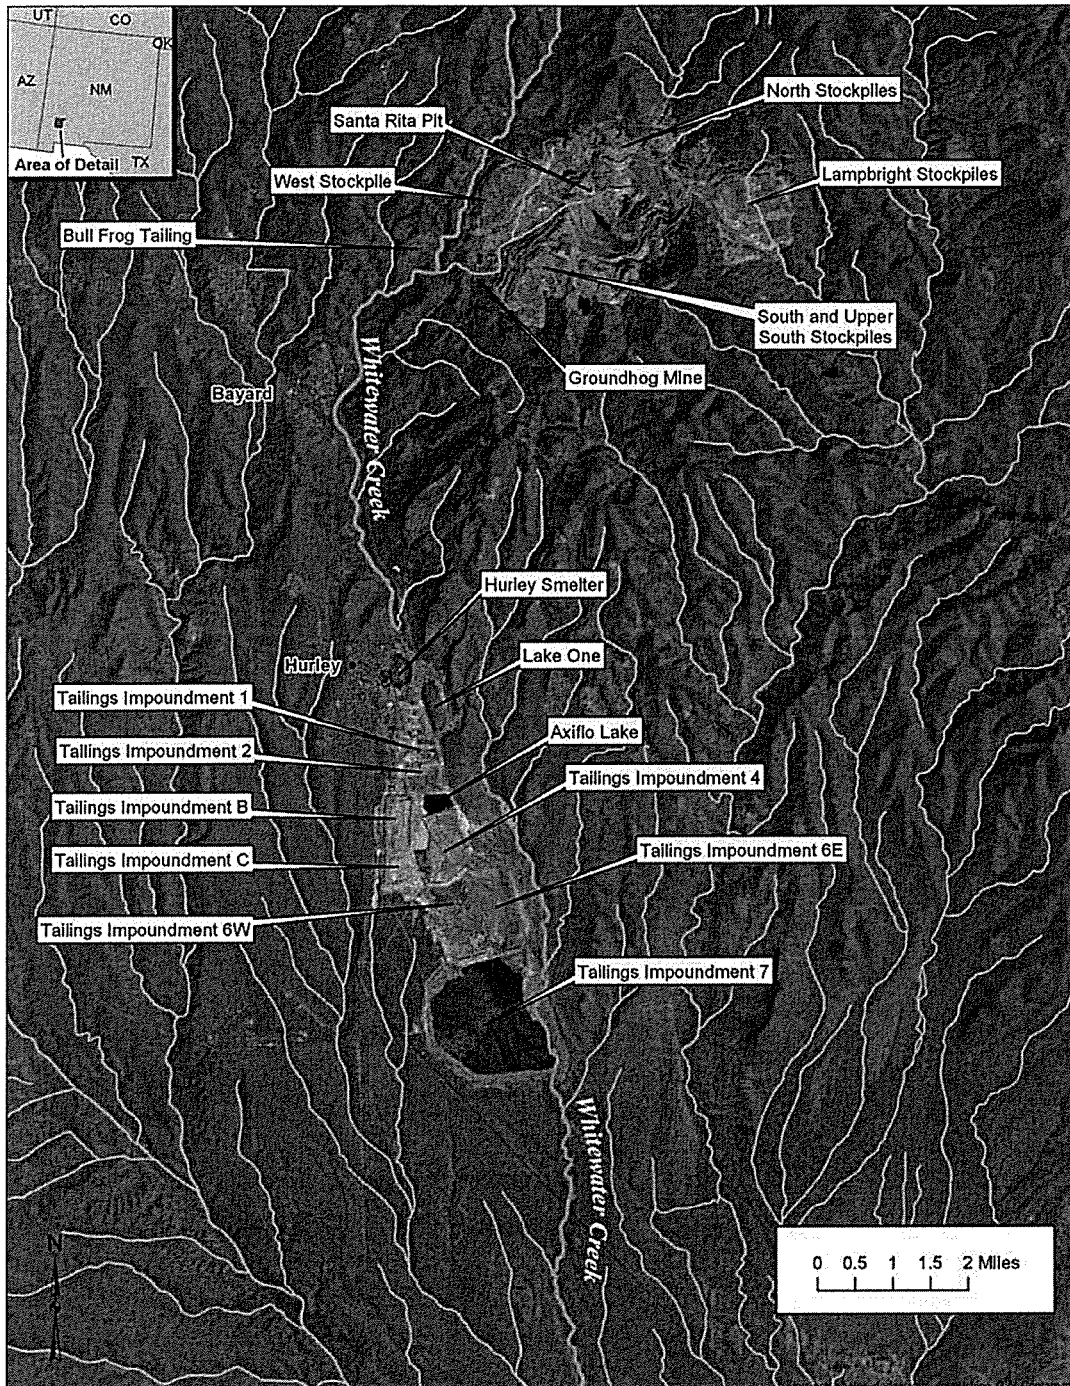 UT
CO
OK
AZ
NM
Area of Detail
TX
North Stockpiles
Santa Rita Pit
West Stockpile
Lampbright Stockpiles
Bull Frog Tailing
South and Upper
South Stockpiles
Groundhog Mine
Whitewater Creek
Bayard
Hurley Smelter
Hurley
Lake One
Tailings Impoundment 1
Axiflo Lake
Tailings Impoundment 2
Tailings Impoundment 4
Tailings Impoundment B
Tailings Impoundment C
Tailings Impoundment 6E
Tailings Impoundment 6W
Tailings Impoundment 7
Whitewater Creek
N
0 0.5 1 1.5 2 Miles